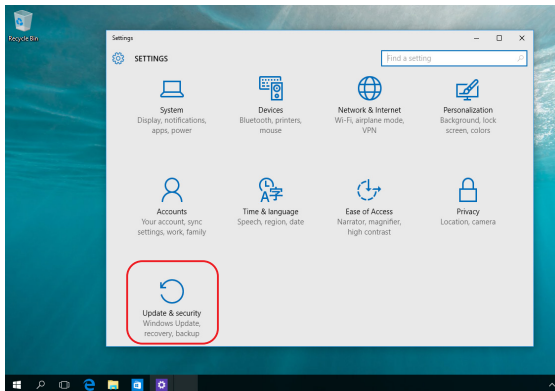 Recycle Bin
Settings
SETTINGS
Find a setting
System
Display, notifications,
apps, power
Devices
Bluetooth, printers,
mouse
Network & Internet
Wi-Fi, airplane mode,
VPN
Personalization
Background, lock
screen, colors
Accounts
Your account, sync
settings, work, family
Time & language
Speech, region, date
Ease of Access
Narrator, magnifier,
high contrast
Privacy
Location, camera
Update & security
Windows Update,
recovery, backup